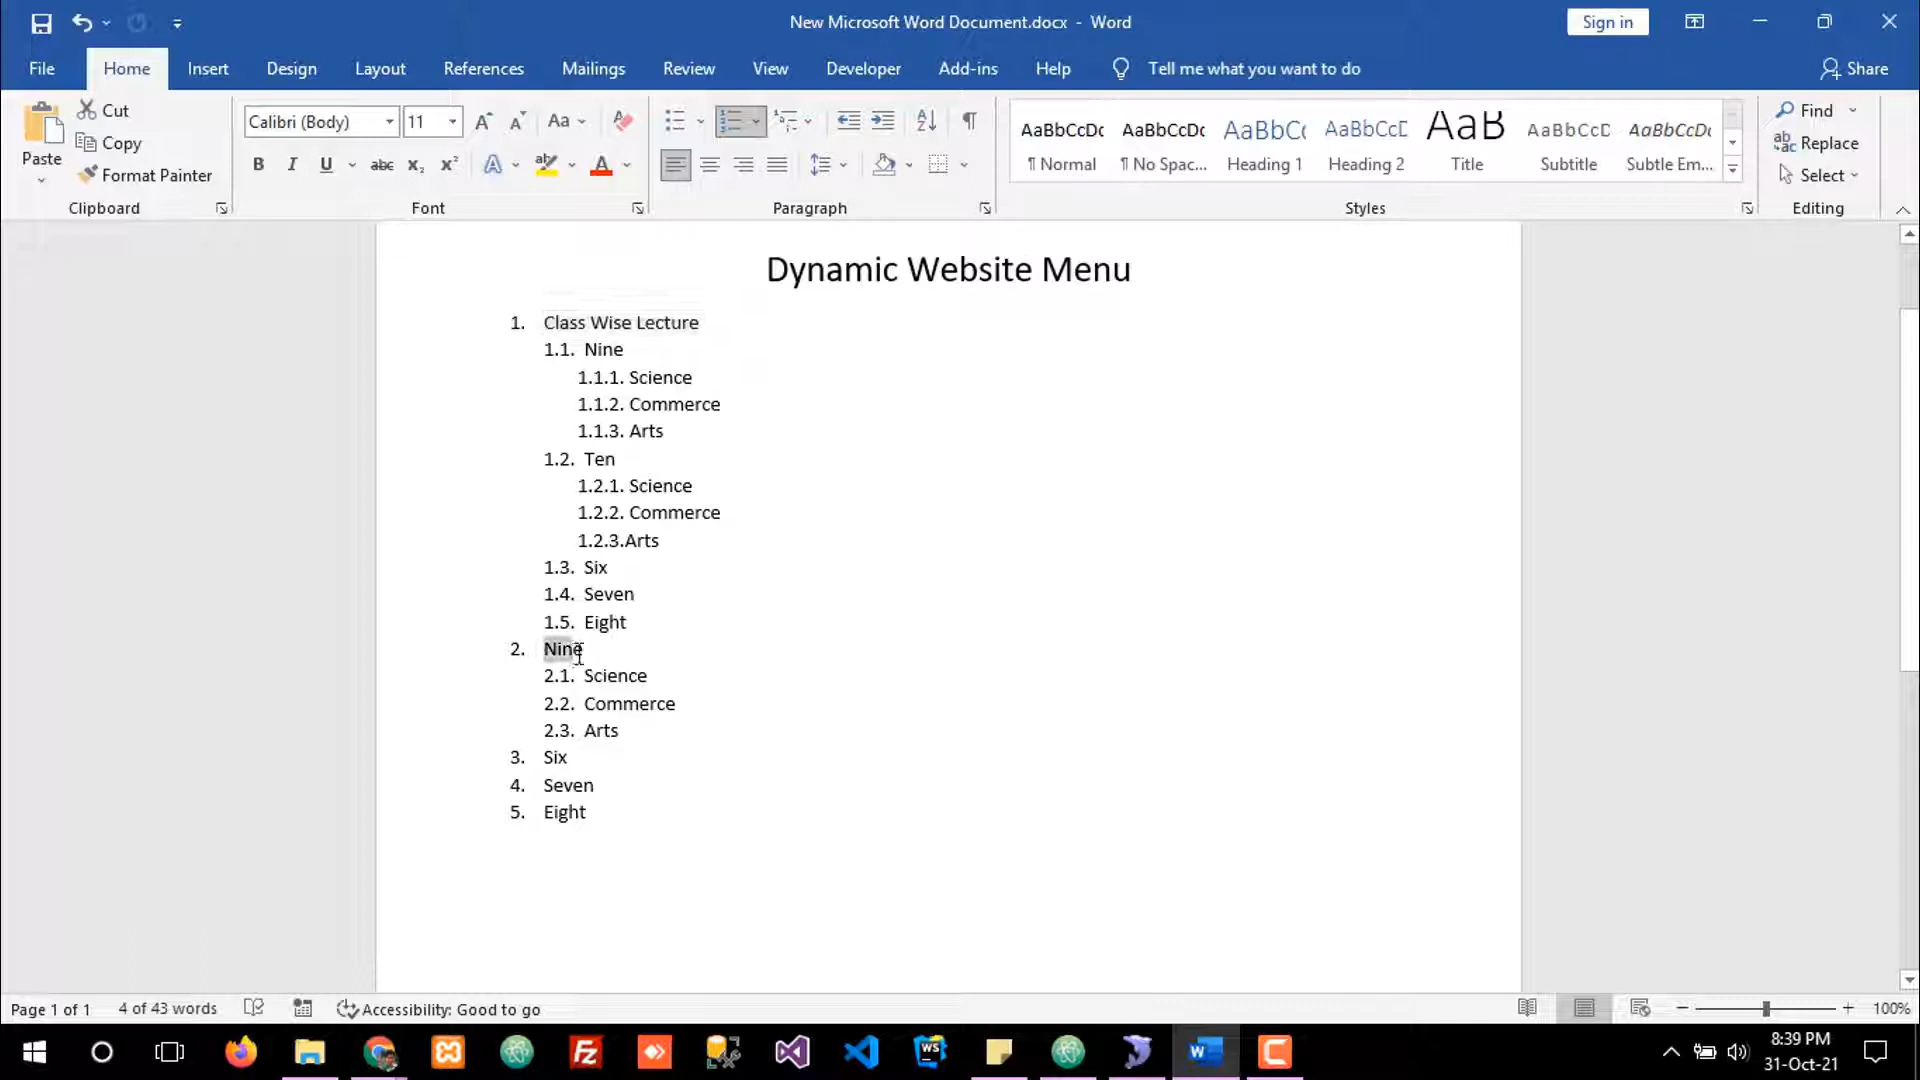 New Microsoft Word Document.docx - Word
Sign in
File Home Insert Design Layout References Mailings Review View Developer Add-ins Help Tell me what you want to do Share
Paste
Cut
Copy
Format Painter
Clipboard
Calibri (Body) 11
Font
Paragraph
AaBbCcDc AaBbCcDc AaBbC( AaBbCcD AaB AaBbCcD AaBbCcDc
¶ Normal ¶ No Spac... Heading 1 Heading 2 Title Subtitle Subtle Em...
Styles
Find
Replace
Select
Editing
Dynamic Website Menu
1. Class Wise Lecture
1.1. Nine
1.1.1. Science
1.1.2. Commerce
1.1.3. Arts
1.2. Ten
1.2.1. Science
1.2.2. Commerce
1.2.3.Arts
1.3. Six
1.4. Seven
1.5. Eight
2. Nine
2.1. Science
2.2. Commerce
2.3. Arts
3. Six
4. Seven
5. Eight
Page 1 of 1 4 of 43 words Accessibility: Good to go 100%
8:39 PM
31-Oct-21